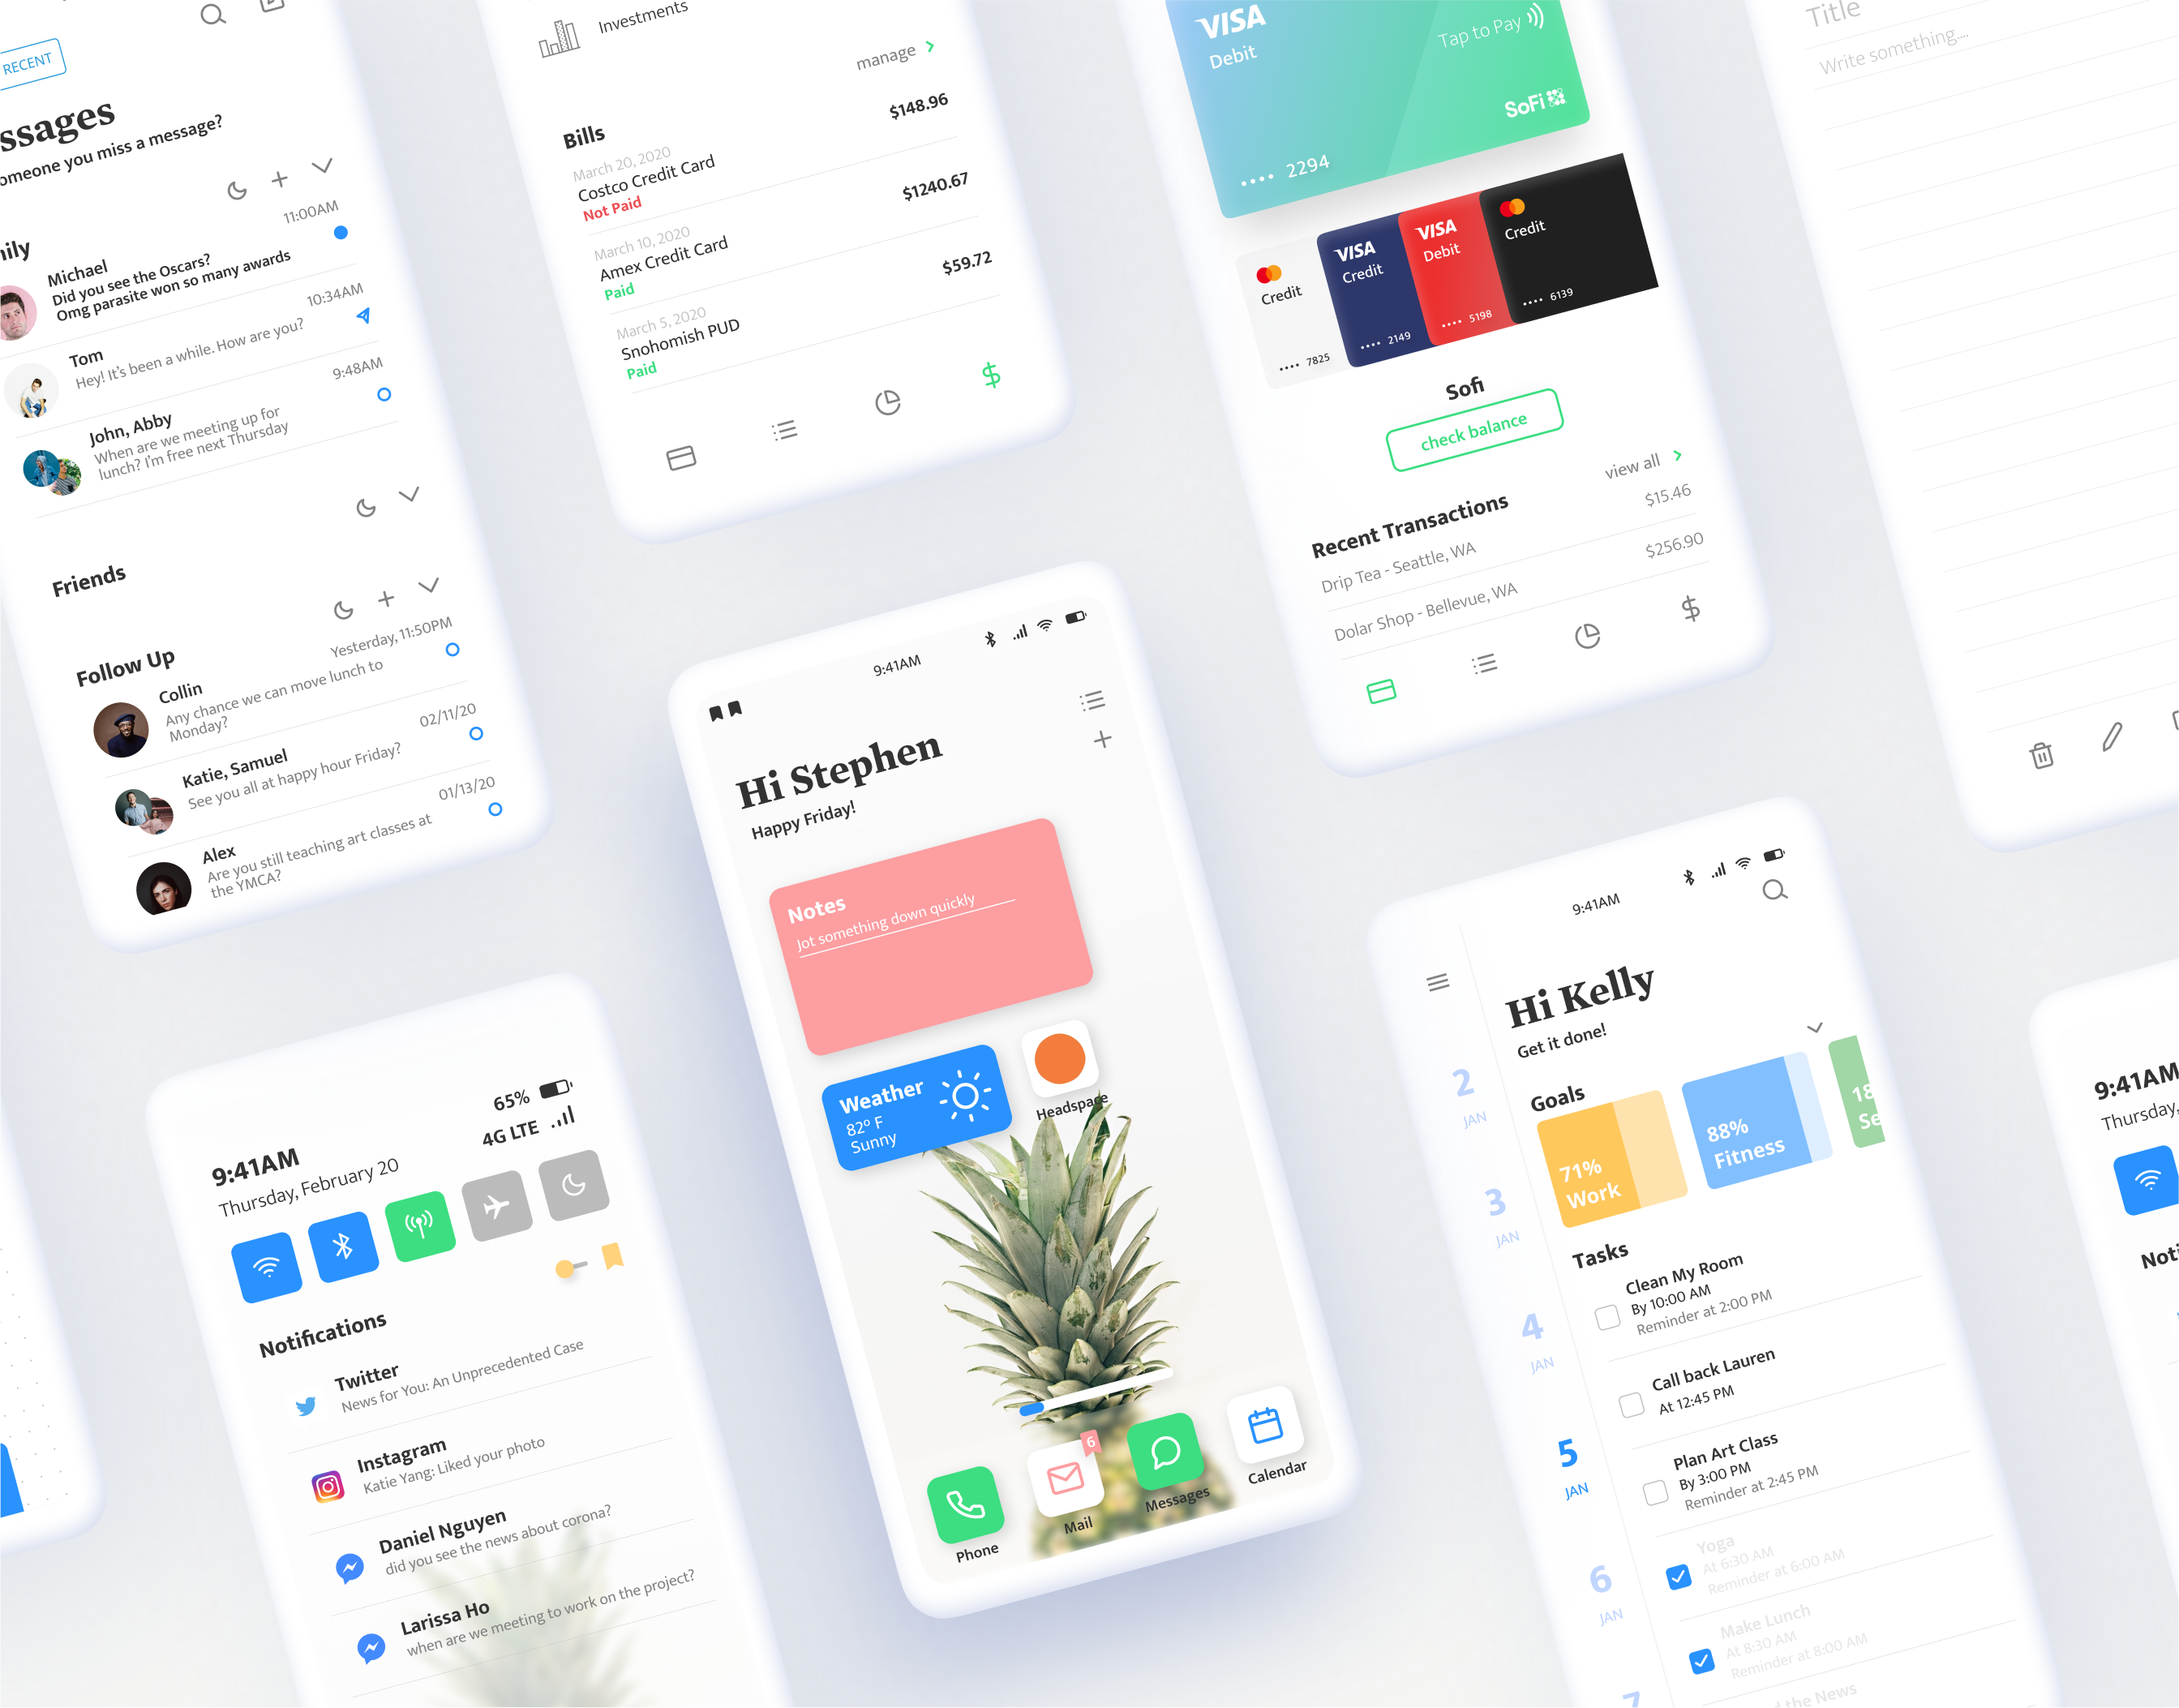 RECENT
ssages
omeone you miss a message?
11:00AM
ily
Michael
Did you see the Oscars?
Omg parasite won so many awards
10:34AM
Tom
Hey! It's been a while. How are you?
9:48AM
John, Abby
When are we meeting up for
lunch? I'm free next Thursday
Friends
Follow Up
Yesterday, 11:50PM
Collin
Any chance we can move lunch to
Monday?
02/11/20
Katie, Samuel
See you all at happy hour Friday?
01/13/20
Alex
Are you still teaching art classes at
the YMCA?
Investments
manage
Bills
$148.96
March 20, 2020
Costco Credit Card
Not Paid
$1240.67
March 10, 2020
Amex Credit Card
Paid
$59.72
March 5, 2020
Snohomish PUD
Paid
VISA
Debit
Tap to Pay
SoFi
•••• 2294
Credit
•••• 7825
VISA
Credit
•••• 2149
VISA
Debit
•••• 5198
Credit
•••• 6139
Sofi
check balance
view all
Recent Transactions
$15.46
Drip Tea - Seattle, WA
$256.90
Dolar Shop - Bellevue, WA
Title
Write something....
9:41AM
Hi Stephen
Happy Friday!
Notes
Jot something down quickly
Weather
82º F
Sunny
Headspace
6
Phone
Mail
Messages
Calendar
65%
4G LTE
9:41AM
Thursday, February 20
Notifications
Twitter
News for You: An Unprecedented Case
Instagram
Katie Yang: Liked your photo
Daniel Nguyen
did you see the news about corona?
Larissa Ho
when are we meeting to work on the project?
9:41AM
Hi Kelly
Get it done!
Goals
71%
Work
88%
Fitness
18
Se
2
JAN
3
JAN
4
JAN
5
JAN
6
JAN
7
Tasks
Clean My Room
By 10:00 AM
Reminder at 2:00 PM
Call back Lauren
At 12:45 PM
Plan Art Class
By 3:00 PM
Reminder at 2:45 PM
Yoga
At 6:30 AM
Reminder at 6:00 AM
Make Lunch
At 8:30 AM
Reminder at 8:00 AM
d the News
9:41AM
Thursday,
Noti